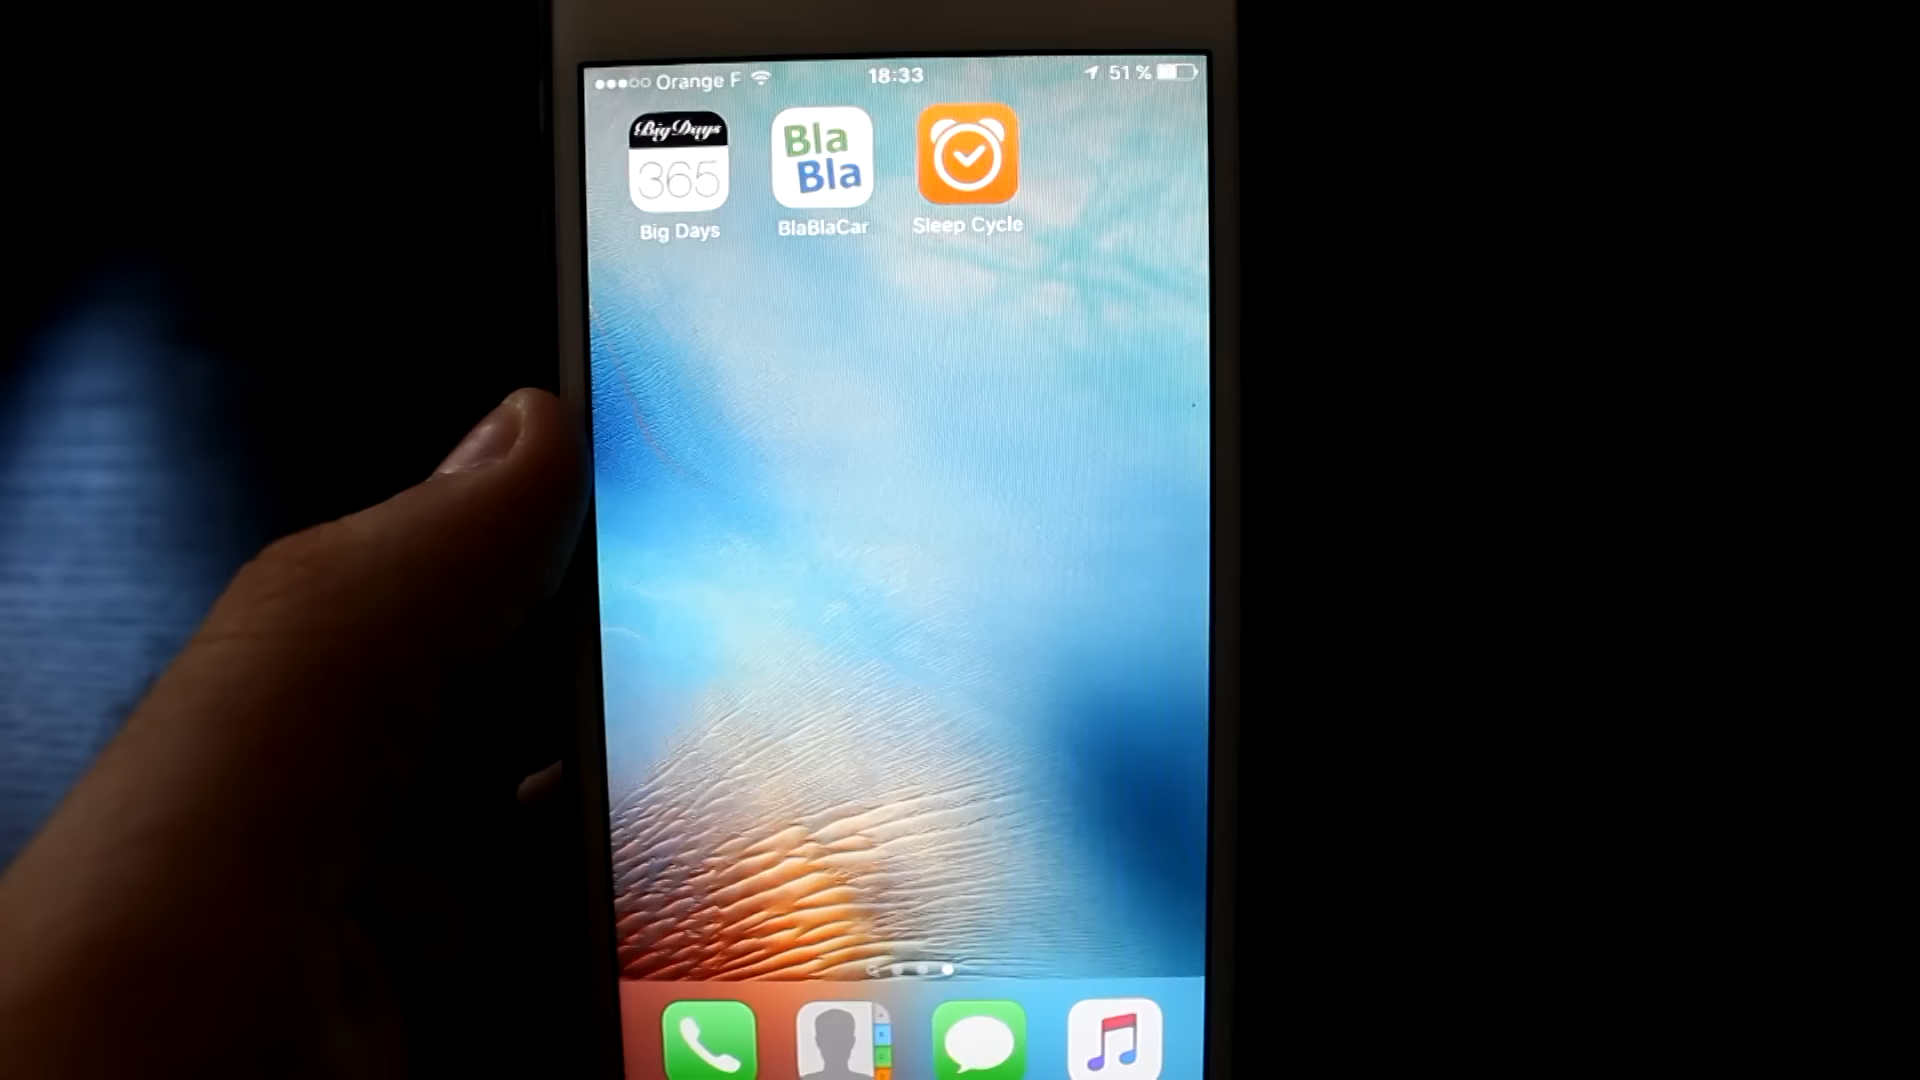 Orange F 18:33 51 %
Big Days
365
Bla
Bla
Big Days BlaBlaCar Sleep Cycle